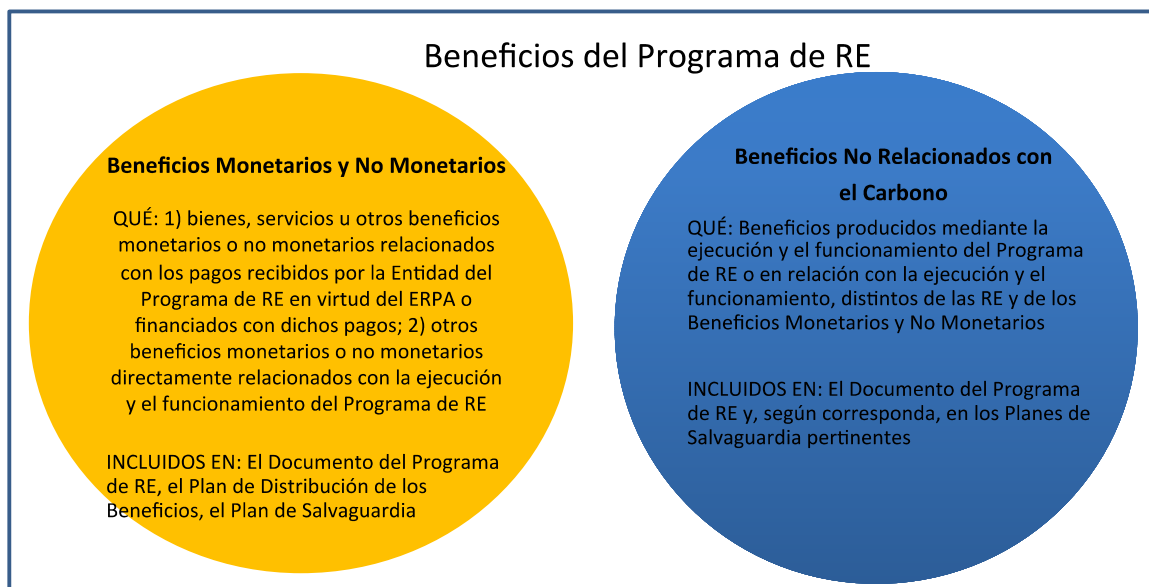 Beneficios del Programa de RE
Beneficios Monetarios y No Monetarios
QUÉ: 1) bienes, servicios u otros beneficios
monetarios o no monetarios relacionados
con los pagos recibidos por la Entidad del
Programa de RE en virtud del ERPA o
financiados con dichos pagos; 2) otros
beneficios monetarios o no monetarios
directamente relacionados con la ejecución
y el funcionamiento del Programa de RE
INCLUIDOS EN: El Documento del Programa
de RE, el Plan de Distribución de los
Beneficios, el Plan de Salvaguardia
Beneficios No Relacionados con
el Carbono
QUÉ: Beneficios producidos mediante la
ejecución y el funcionamiento del Programa
de RE o en relación con la ejecución y el
funcionamiento, distintos de las RE y de los
Beneficios Monetarios y No Monetarios
INCLUIDOS EN: El Documento del Programa
de RE y, según corresponda, en los Planes de
Salvaguardia pertinentes